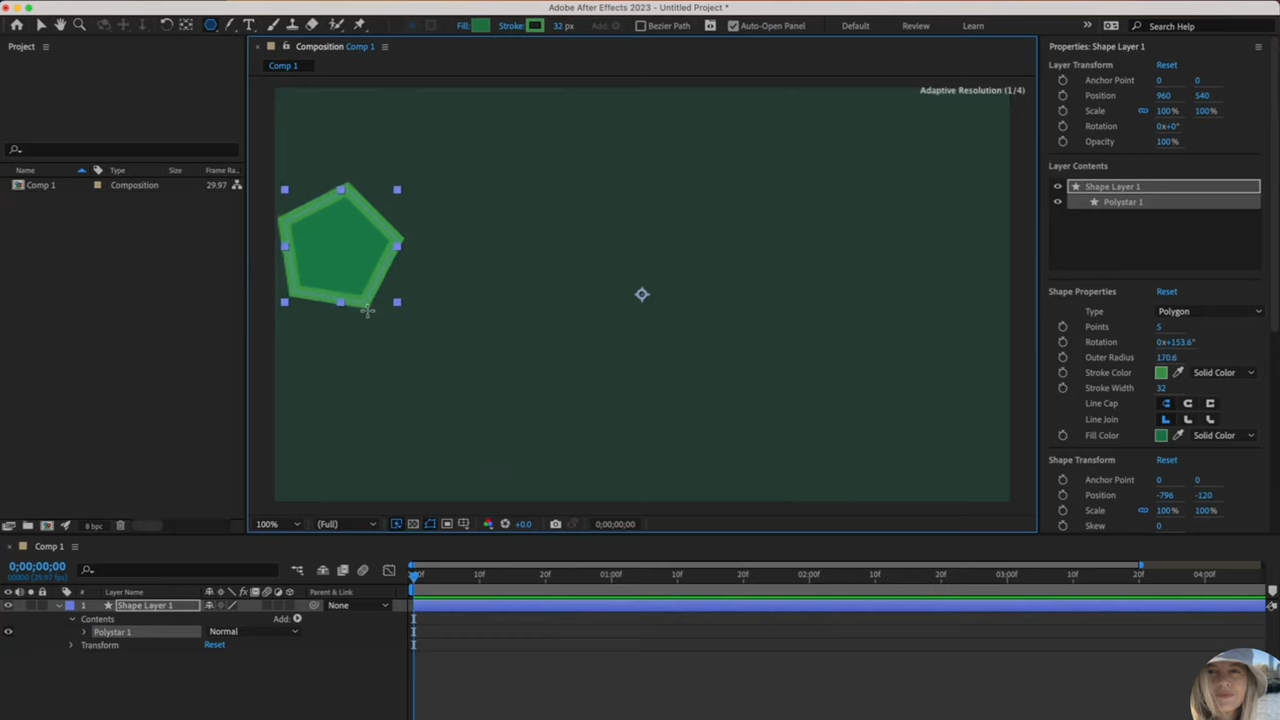 Adobe After Effects 2023 - Untitled Project *
Fill: Stroke: 32 px Add: Bezier Path Auto-Open Panel Default Review Learn Search Help
Project
Composition Comp 1
Properties: Shape Layer 1
Comp 1
Layer Transform Reset
Adaptive Resolution (1/4)
Anchor Point 0 0
Position 960 540
Scale 100% 100%
Rotation 0x+0°
Opacity 100%
Layer Contents
Name Type Size Frame Ra..
Comp 1 Composition 29.97
Shape Layer 1
Polystar 1
Shape Properties Reset
Type Polygon
Points 5
Rotation 0x+153.6°
Outer Radius 170.6
Stroke Color Solid Color
Stroke Width 32
Line Cap
Line Join
Fill Color Solid Color
Shape Transform Reset
Anchor Point 0 0
Position -796 -120
Scale 100% 100%
Skew 0
8 bpc
100% (Full) +0.0 0;00;00;00
Comp 1
0;00;00;00
00000 (29.97 fps)
# Layer Name Parent & Link
:00f 10f 20f 01:00f 10f 20f 02:00f 10f 20f 03:00f 10f 20f 04:00f
1 Shape Layer 1 None
Contents Add:
Polystar 1 Normal
Transform Reset